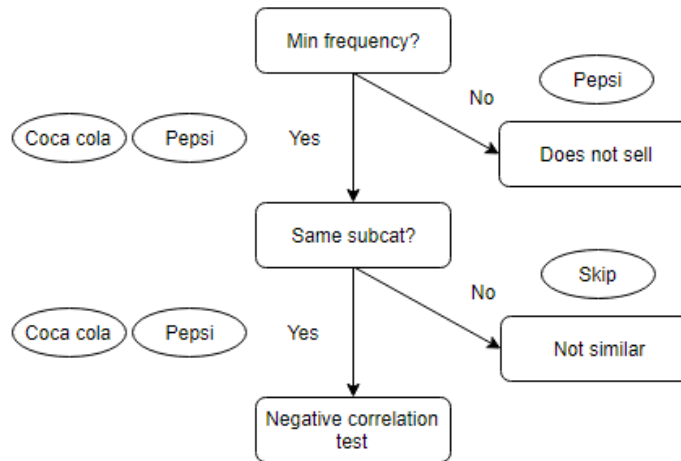 Min frequency?
Pepsi
No
Coca cola
Pepsi
Yes
Does not sell
Same subcat?
Skip
No
Coca cola
Pepsi
Yes
Not similar
Negative correlation
test